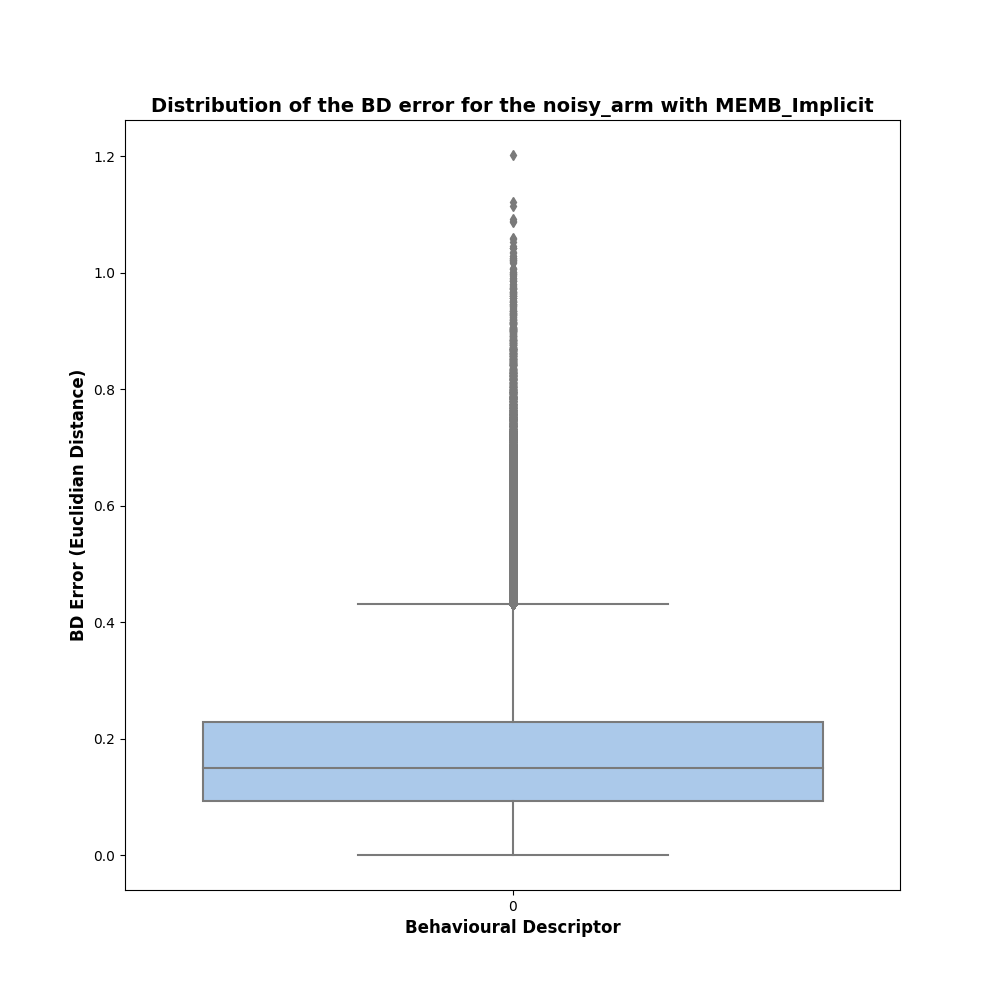 Distribution of the BD error for the noisy_arm with MEMB_Implicit
1.2
1.0
0.8
0.6
0.4
0.2
0.0
BD Error (Euclidian Distance)
0
Behavioural Descriptor